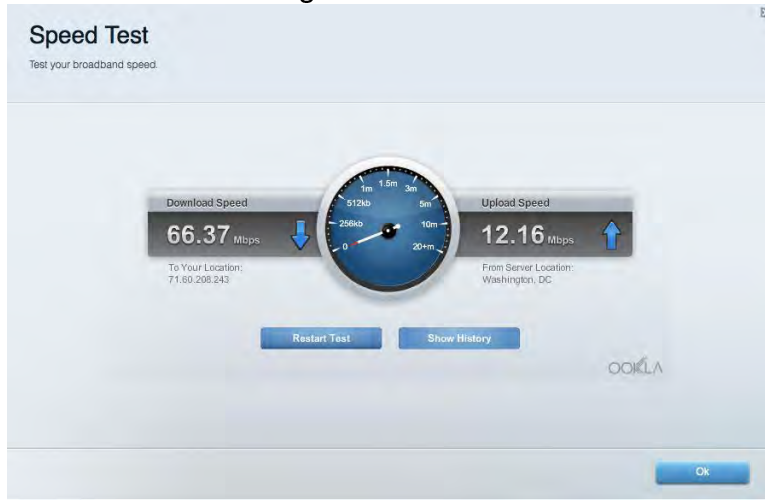 Speed Test
Test your broadband speed.
Download Speed
66.37 Mbps
To Your Location:
71.60.208.243
0
256kb
512kb
1m
1.5m
3m
5m
10m
20+m
Upload Speed
12.16 Mbps
From Server Location:
Washington, DC
Restart Test
Show History
OOKLA
Ok